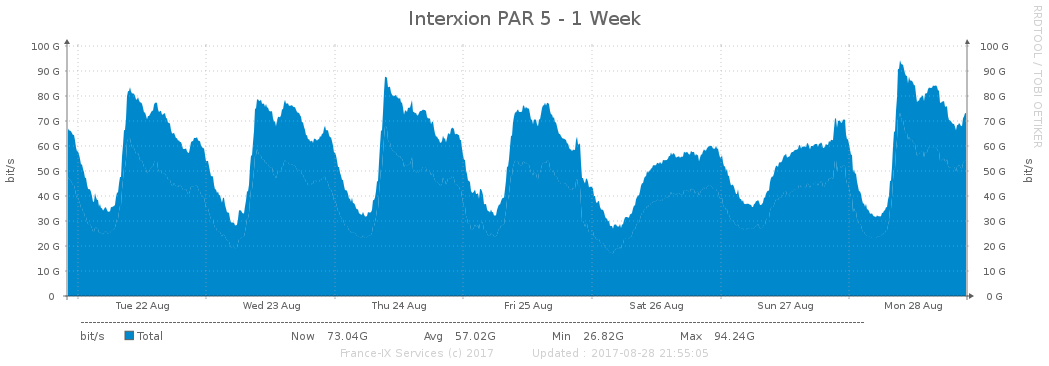 Interxion PAR 5 - 1 Week
RRDTOOL / TOBI OETIKER
bit/s
100 G
90 G
80 G
70 G
60 G
50 G
40 G
30 G
20 G
10 G
0
100 G
90 G
80 G
70 G
60 G
50 G
40 G
30 G
20 G
10 G
0 G
bit/s
Tue 22 Aug Wed 23 Aug Thu 24 Aug Fri 25 Aug Sat 26 Aug Sun 27 Aug Mon 28 Aug
bit/s Total Now 73.04G Avg 57.02G Min 26.82G Max 94.24G
France-IX Services (c) 2017 Updated : 2017-08-28 21:55:05